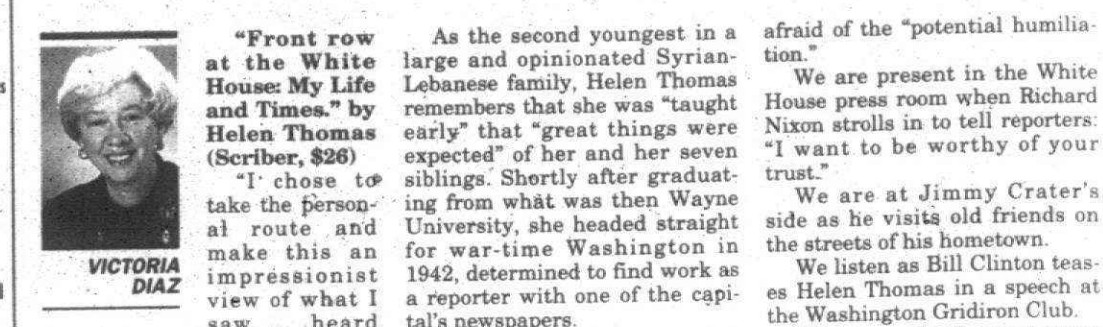 VICTORIA
DIAZ
"Front row
at the White
House: My Life
and Times." by
Helen Thomas
(Scriber, $26)
"I chose to
take the person-
al route and
make this an
impressionist
view of what I
saw heard
As the second youngest in a
large and opinionated Syrian-
Lebanese family, Helen Thomas
remembers that she was "taught
early" that "great things were
expected" of her and her seven
siblings. Shortly after graduat-
ing from what was then Wayne
University, she headed straight
for war-time Washington in
1942, determined to find work as
a reporter with one of the capi-
tal's newspapers.
afraid of the "potential humilia-
tion."
We are present in the White
House press room when Richard
Nixon strolls in to tell reporters:
"I want to be worthy of your
trust."
We are at Jimmy Crater's
side as he visits old friends on
the streets of his hometown.
We listen as Bill Clinton teas-
es Helen Thomas in a speech at
the Washington Gridiron Club.